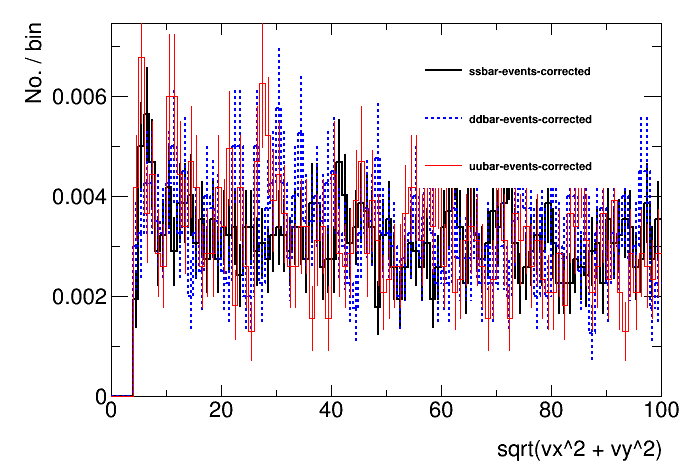 No. / bin
0.006
0.004
0.002
0
ssbar-events-corrected
ddbar-events-corrected
uubar-events-corrected
0 20 40 60 80 100
sqrt(vx^2 + vy^2)